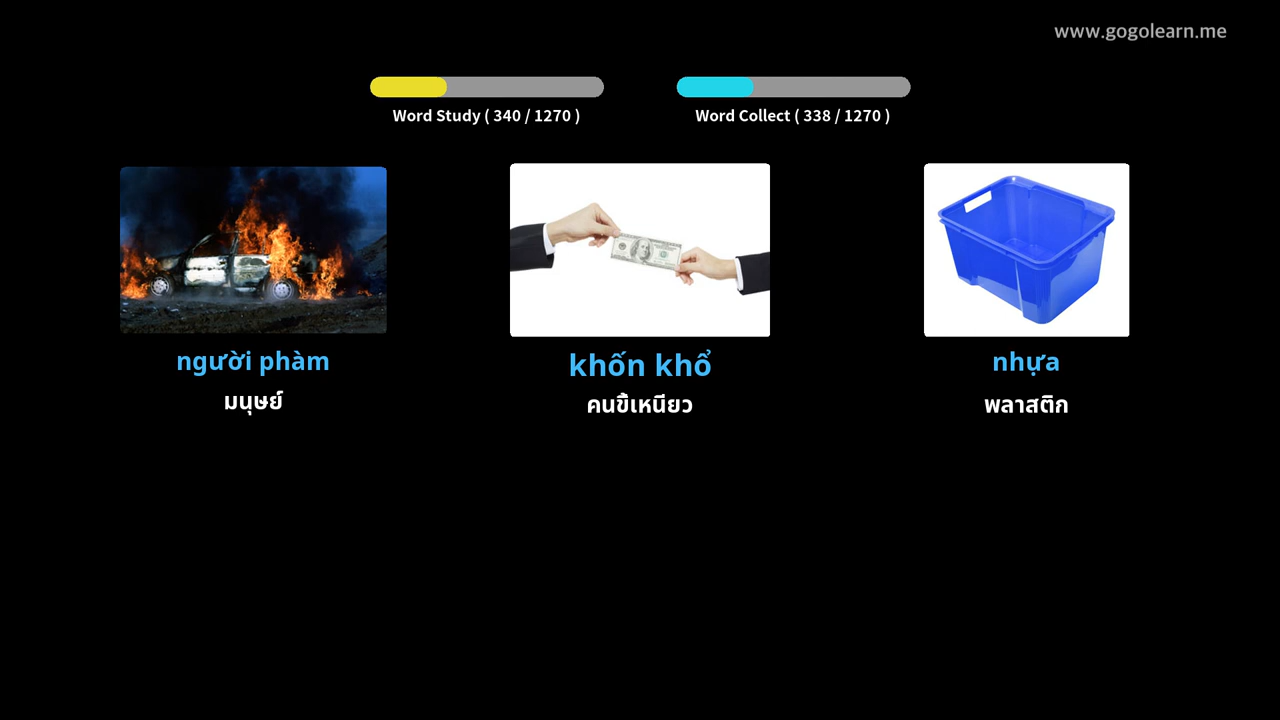 www.gogolearn.me
Word Study ( 340 / 1270 )
Word Collect ( 338 / 1270 )
người phàm
มนุษย์
khốn khổ
คนขี้เหนียว
nhựa
พลาสติก